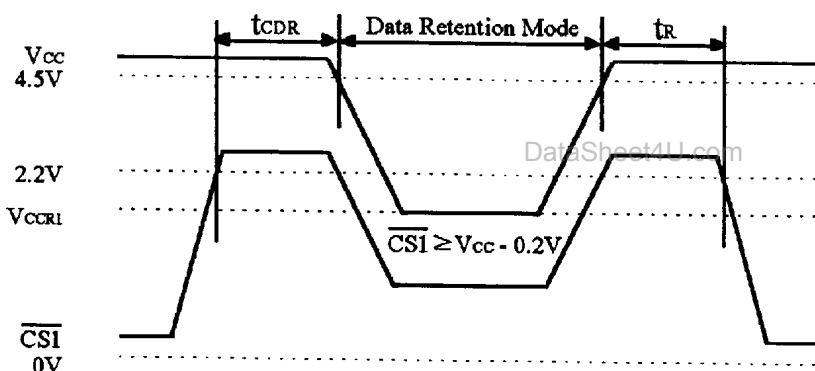 tCDR
Data Retention Mode
tR
Vcc
4.5V
DataSheet4U.com
2.2V
VCCR1
CS1 ≥ Vcc - 0.2V
CS1
0V